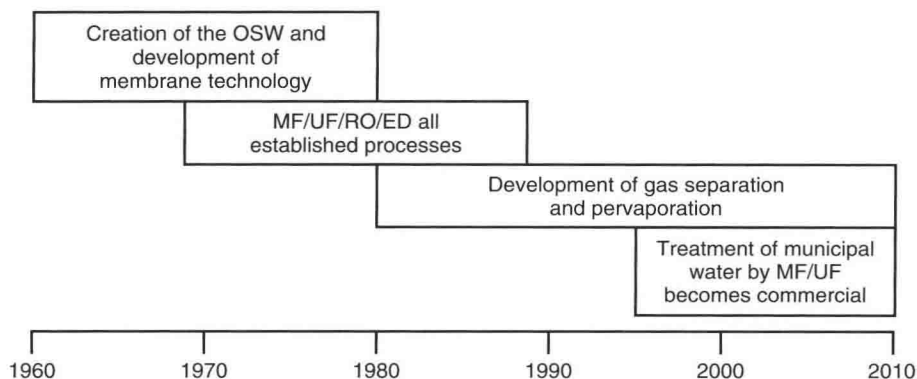 Creation of the OSW and
development of
membrane technology
MF/UF/RO/ED all
established processes
Development of gas separation
and pervaporation
Treatment of municipal
water by MF/UF
becomes commercial
1960 1970 1980 1990 2000 2010